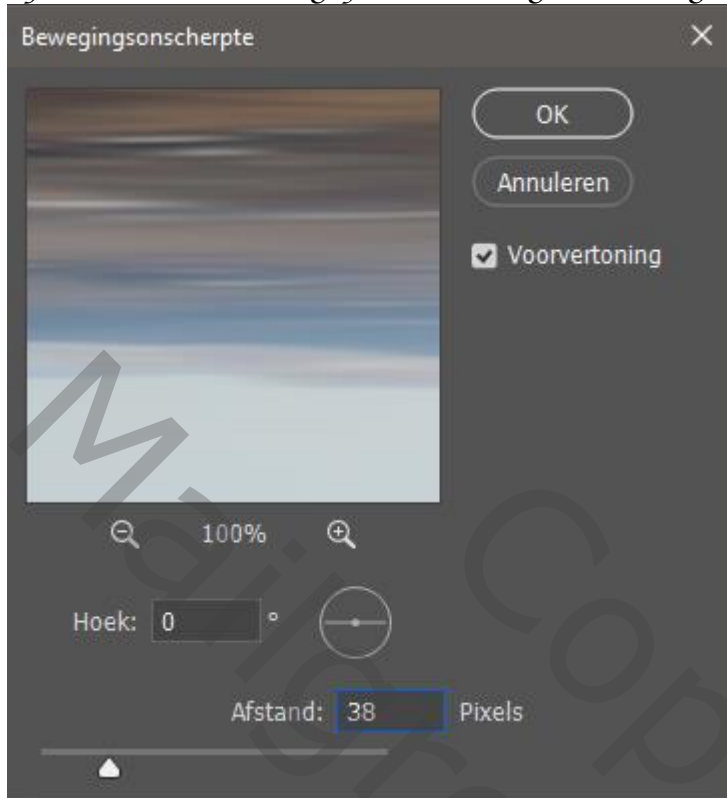 Bewegingsonscherpte
OK
Annuleren
Voorvertoning
100%
Hoek: 0 °
Afstand: 38 Pixels